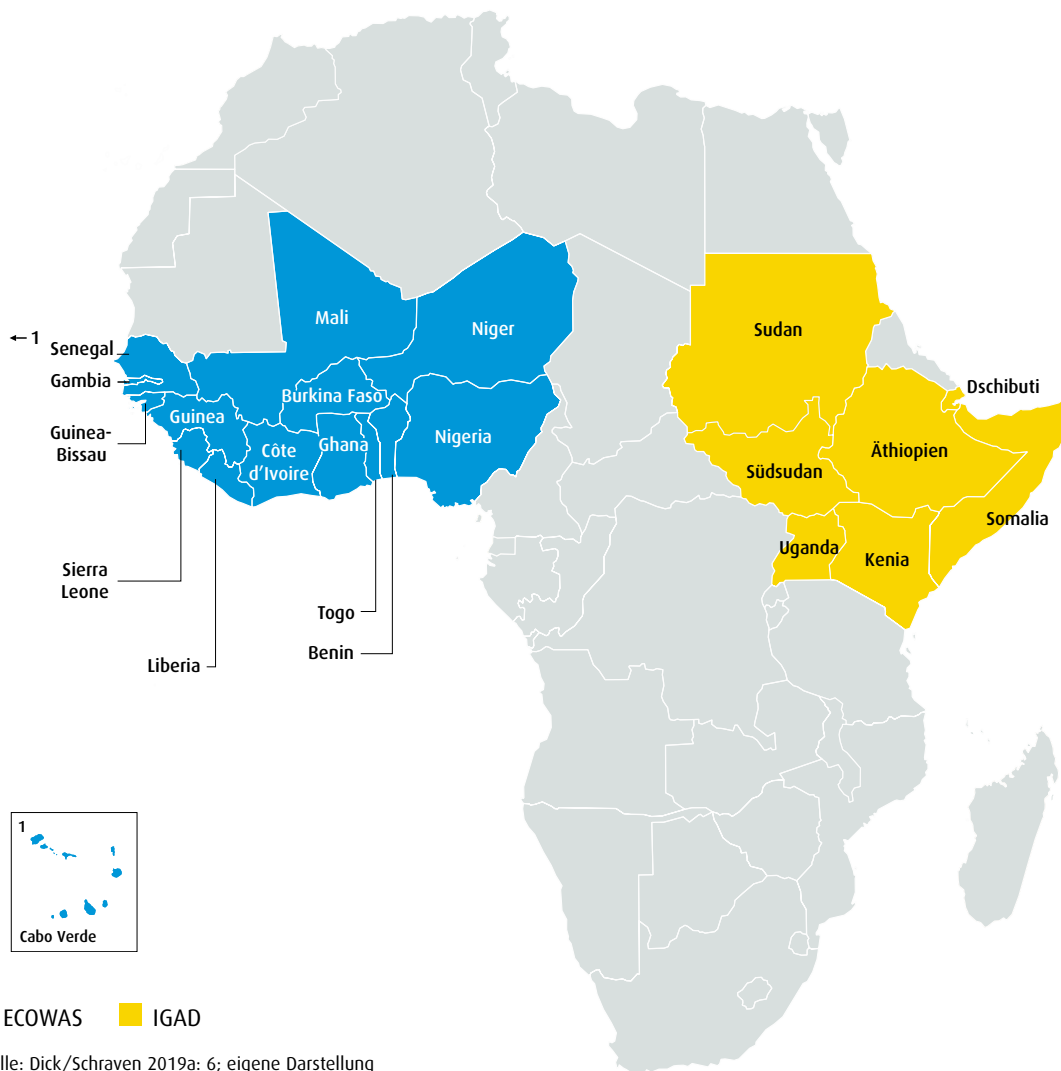 Mali
Niger
Sudan
←1
Senegal
Dschibuti
Gambia
Burkina Faso
Guinea
Guinea-
Bissau
Nigeria
Ghana
Côte
d'Ivoire
Äthiopien
Südsudan
Somalia
Uganda
Kenia
Sierra
Leone
Togo
Benin
Liberia
1
Cabo Verde
ECOWAS IGAD
lle: Dick/Schraven 2019a: 6; eigene Darstellung